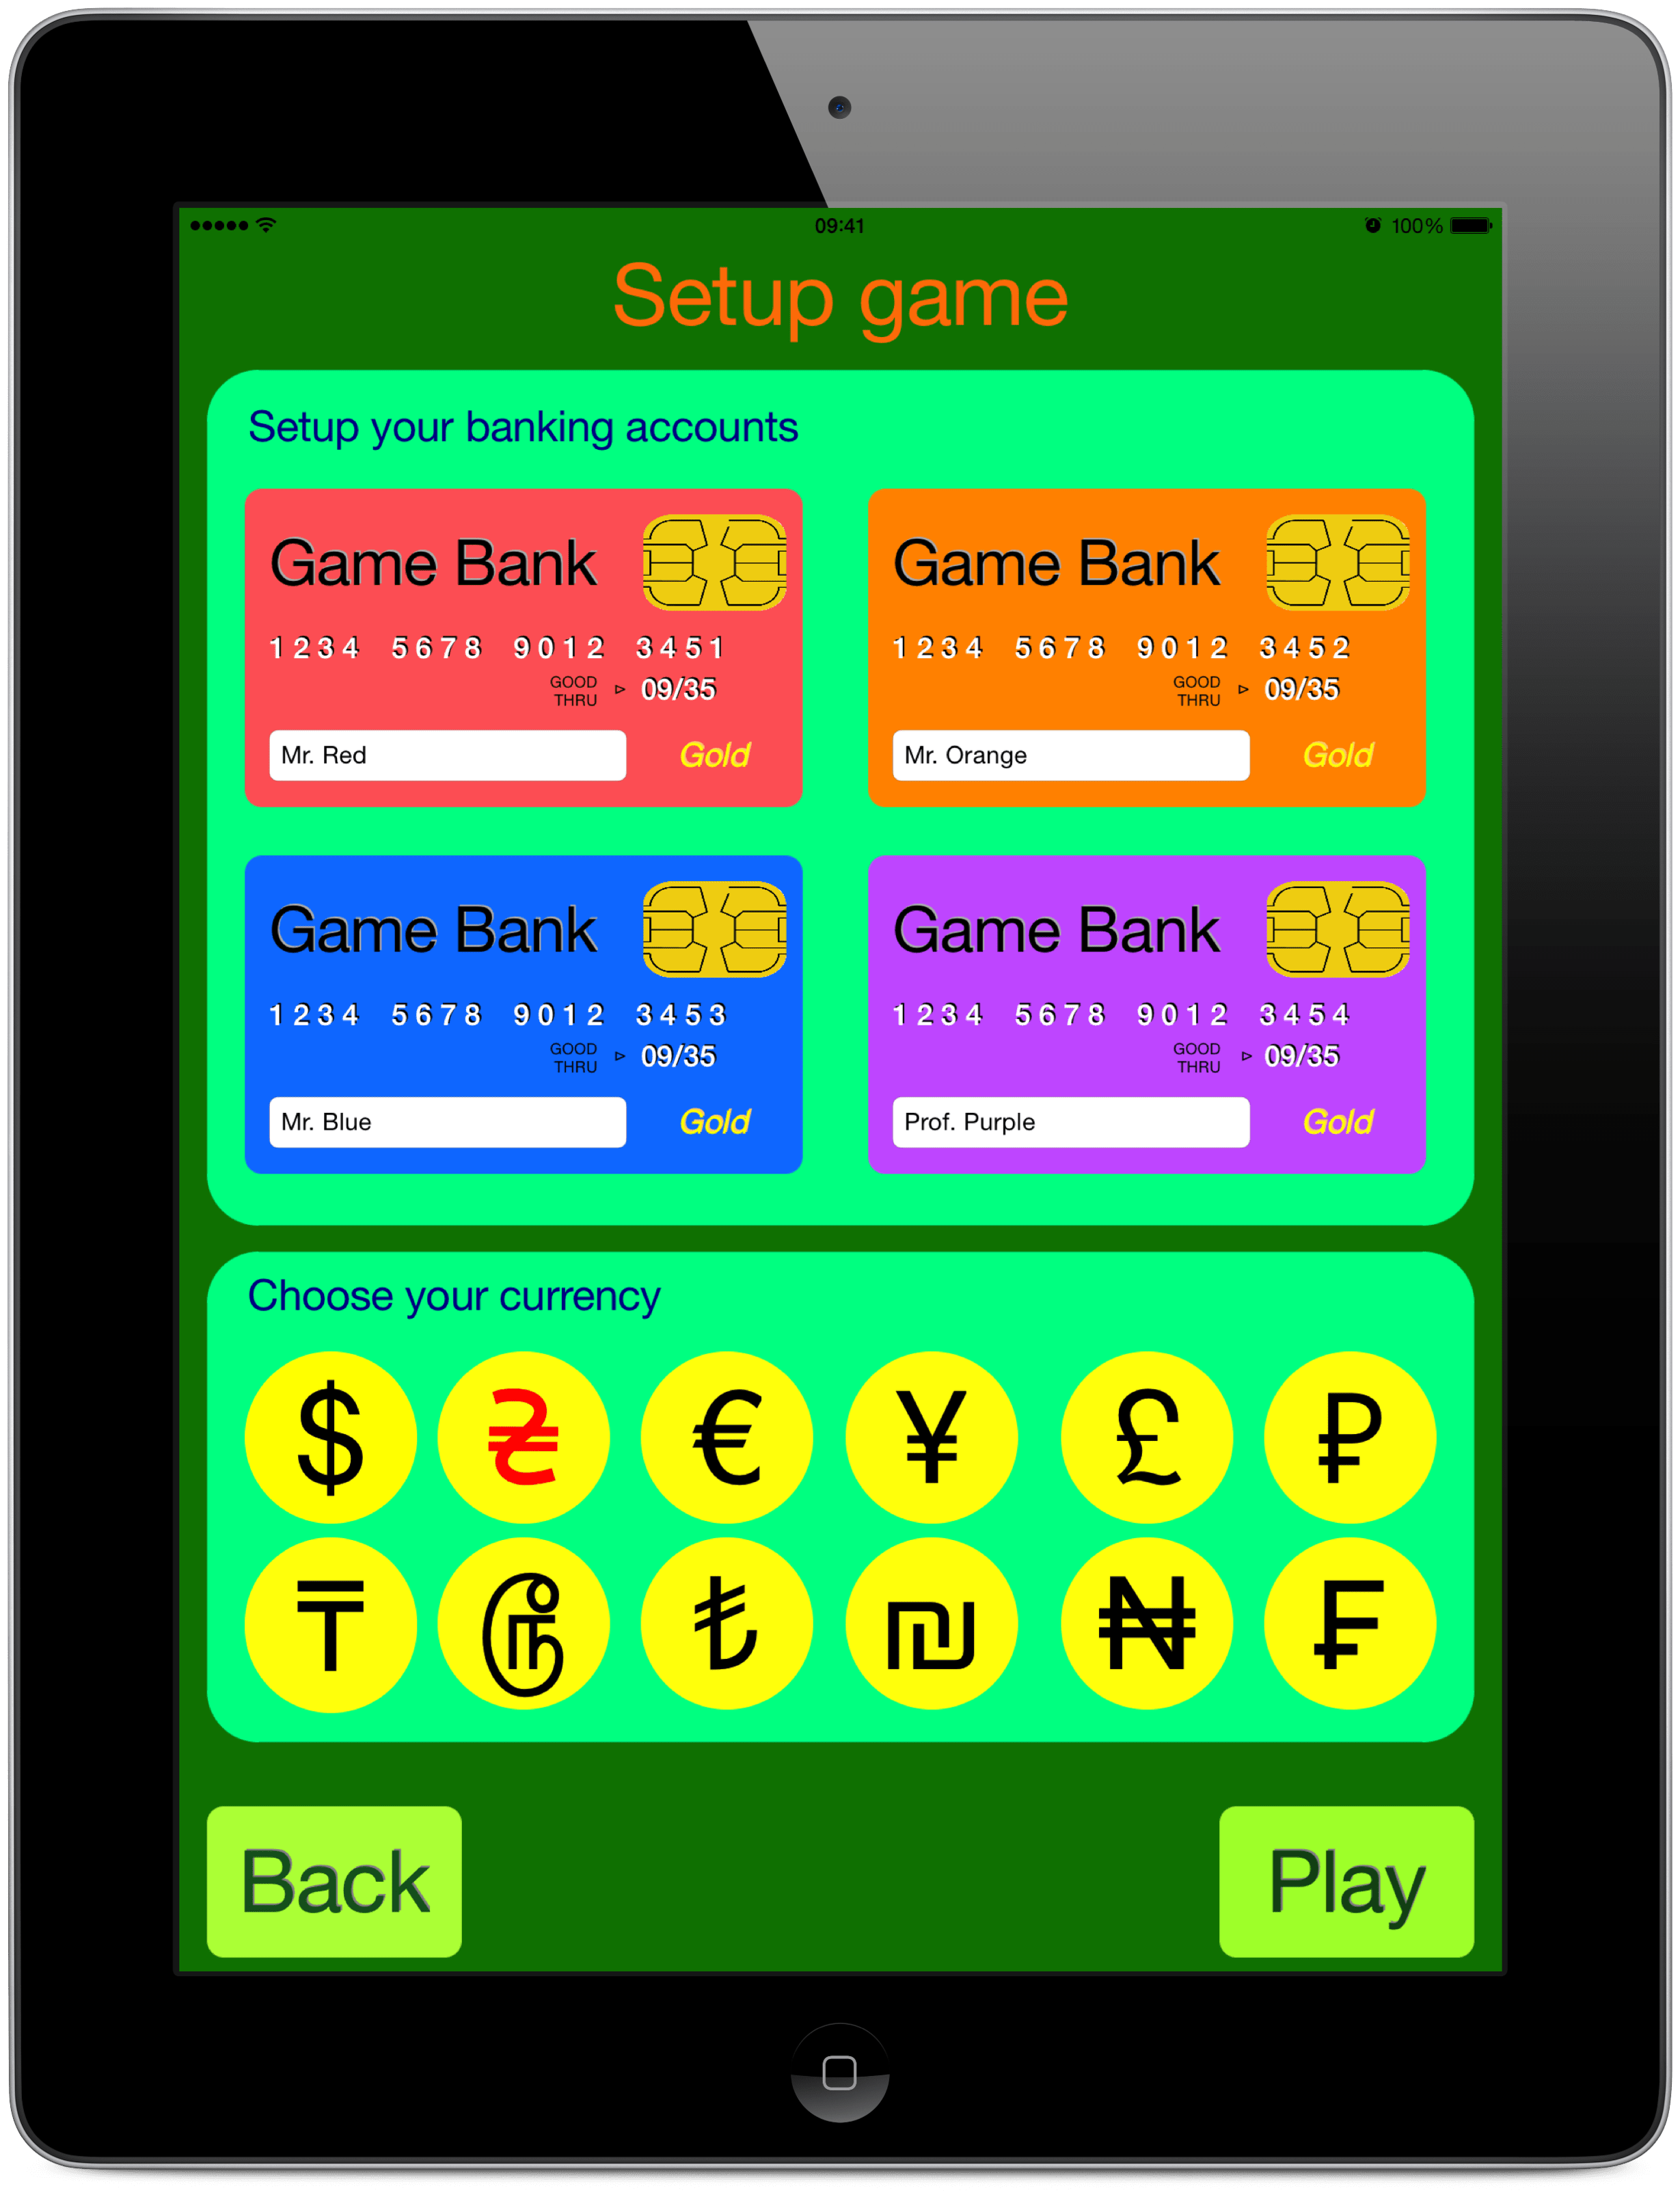 09:41 100%
Setup game
Setup your banking accounts
Game Bank
1234 5678 9012 3451
GOOD THRU ▹ 09/35
Mr. Red Gold
Game Bank
1234 5678 9012 3452
GOOD THRU ▹ 09/35
Mr. Orange Gold
Game Bank
1234 5678 9012 3453
GOOD THRU ▹ 09/35
Mr. Blue Gold
Game Bank
1234 5678 9012 3454
GOOD THRU ▹ 09/35
Prof. Purple Gold
Choose your currency
$ ₴ € ¥ £ ₽
₸ ௹ ₺ ₪ ₦ ₣
Back Play